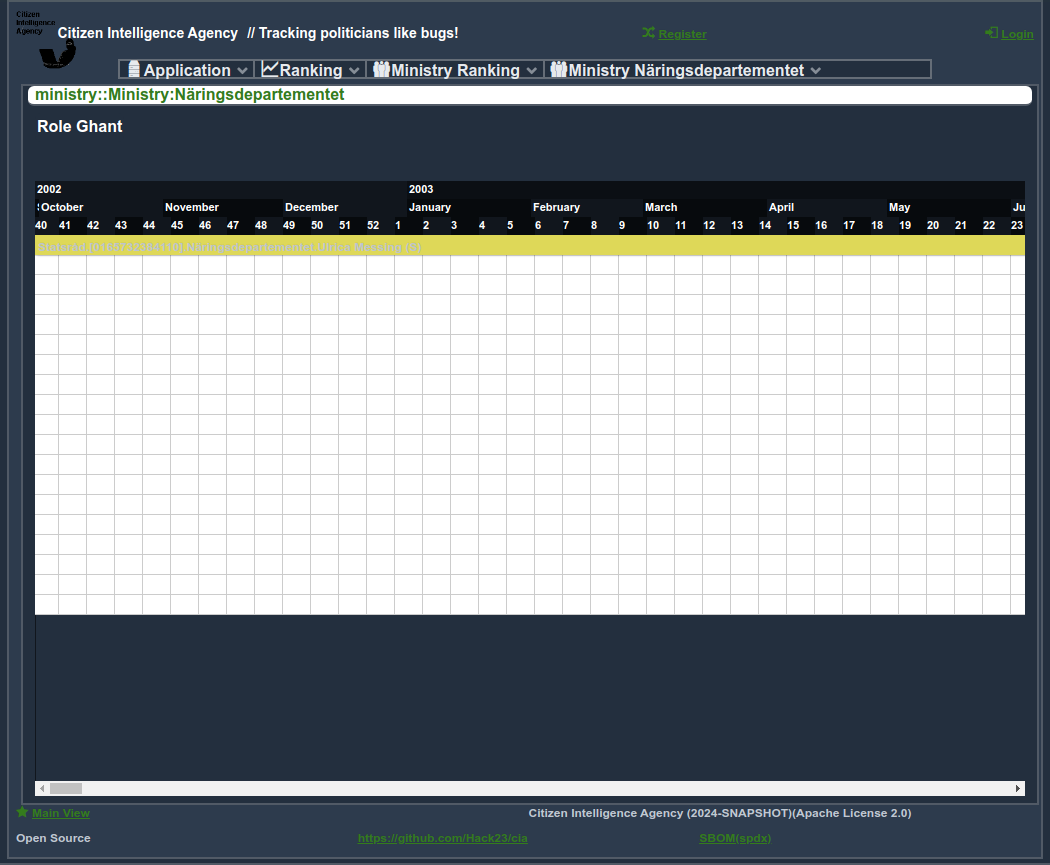 Citizen
Intelligence
Agency
Citizen Intelligence Agency // Tracking politicians like bugs!
Register
Login
Application
Ranking
Ministry Ranking
Ministry Näringsdepartementet
ministry::Ministry:Näringsdepartementet
Role Ghant
2002 2003
October November December January February March April May Ju
40 41 42 43 44 45 46 47 48 49 50 51 52 1 2 3 4 5 6 7 8 9 10 11 12 13 14 15 16 17 18 19 20 21 22 23
Statsråd.[0168732384110].Näringsdepartementet.Ulrica Messing (S)
Main View
Citizen Intelligence Agency (2024-SNAPSHOT)(Apache License 2.0)
Open Source
https://github.com/Hack23/cia
SBOM(spdx)